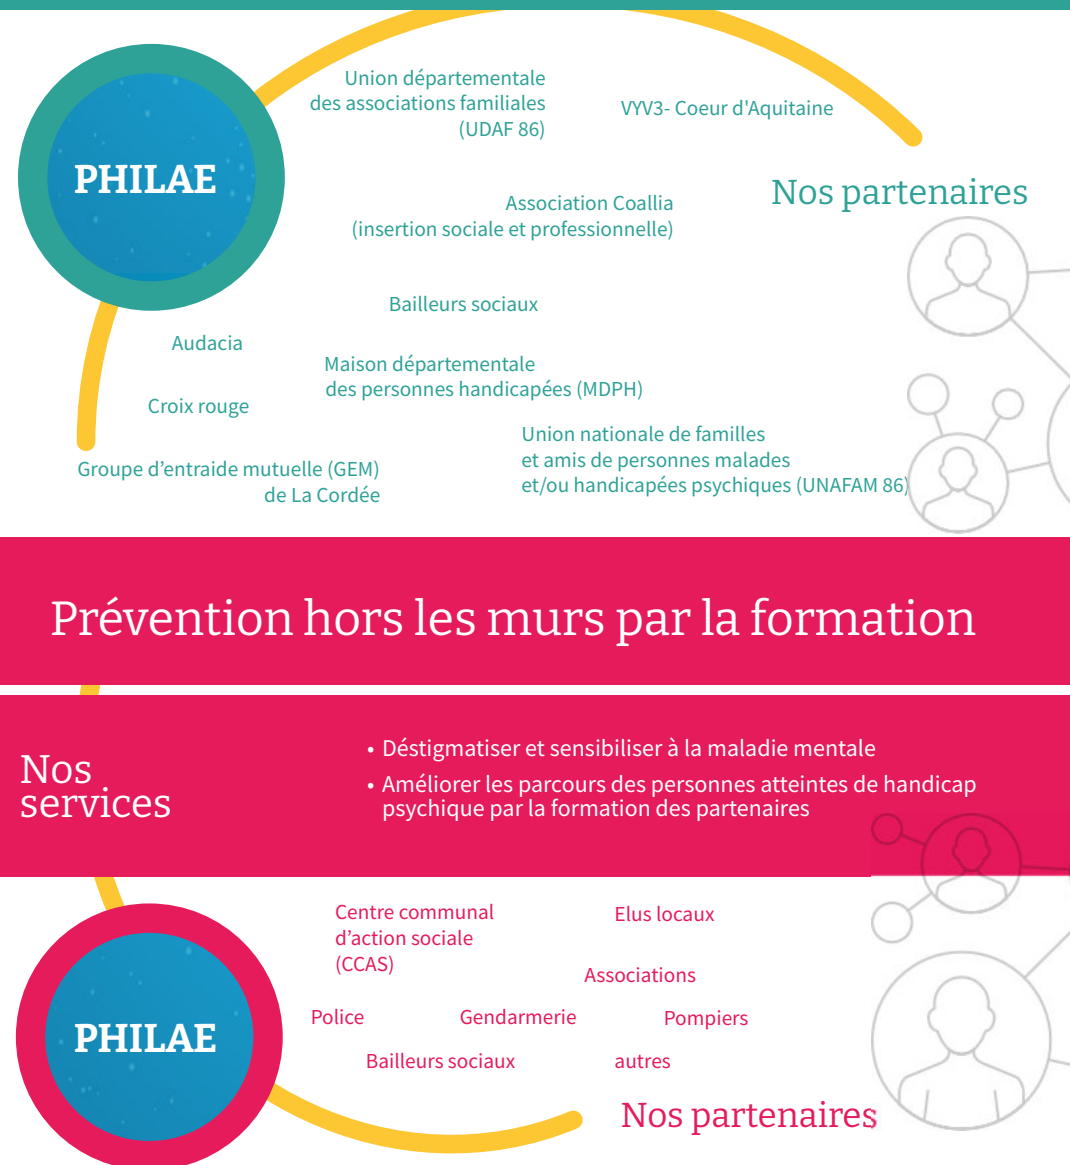 Union départementale
des associations familiales
(UDAF 86)
VYV3- Coeur d'Aquitaine
PHILAE
Nos partenaires
Association Coallia
(insertion sociale et professionnelle)
Bailleurs sociaux
Audacia
Maison départementale
des personnes handicapées (MDPH)
Croix rouge
Union nationale de familles
et amis de personnes malades
et/ou handicapées psychiques (UNAFAM 86)
Groupe d’entraide mutuelle (GEM)
de La Cordée
Prévention hors les murs par la formation
Nos
services
• Déstigmatiser et sensibiliser à la maladie mentale
• Améliorer les parcours des personnes atteintes de handicap
psychique par la formation des partenaires
Centre communal
d’action sociale
(CCAS)
Elus locaux
Associations
Police
Gendarmerie
Pompiers
PHILAE
Bailleurs sociaux
autres
Nos partenaires